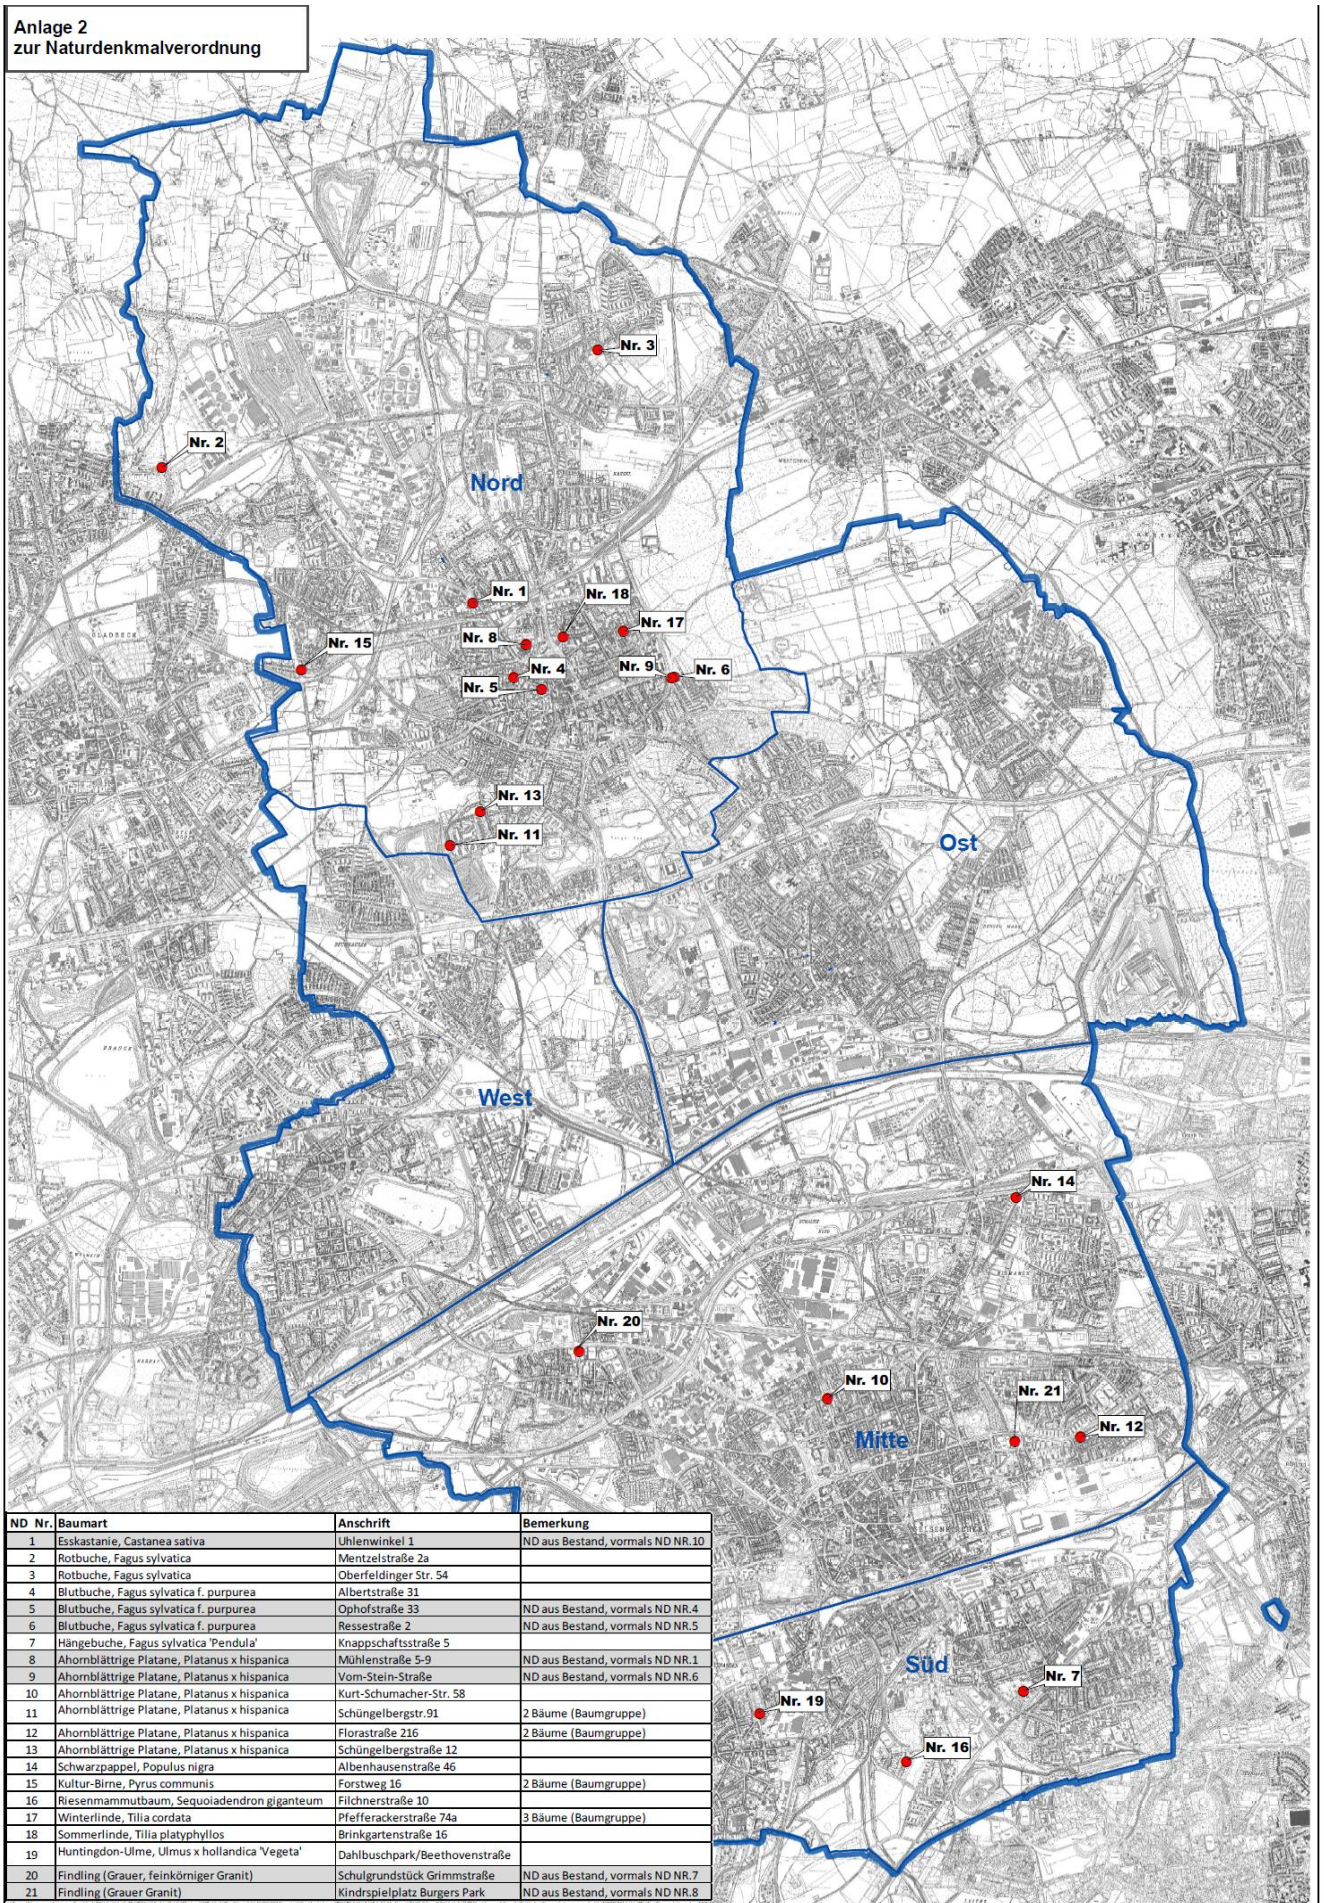 Anlage 2
zur Naturdenkmalverordnung
Nr. 3
Nr. 2
Nord
Nr. 1
Nr. 18
Nr. 17
Nr. 8
Nr. 15
Nr. 4
Nr. 9
Nr. 6
Nr. 5
GLADBECK
Nr. 13
Nr. 11
Ost
West
Nr. 14
Nr. 20
Nr. 10
Nr. 21
Nr. 12
Mitte
Süd
Nr. 7
Nr. 19
Nr. 16
ND Nr. Baumart Anschrift Bemerkung
1 Esskastanie, Castanea sativa Uhlenwinkel 1 ND aus Bestand, vormals ND NR.10
2 Rotbuche, Fagus sylvatica Mentzelstraße 2a
3 Rotbuche, Fagus sylvatica Oberfeldinger Str. 54
4 Blutbuche, Fagus sylvatica f. purpurea Albertstraße 31
5 Blutbuche, Fagus sylvatica f. purpurea Ophofstraße 33 ND aus Bestand, vormals ND NR.4
6 Blutbuche, Fagus sylvatica f. purpurea Ressestraße 2 ND aus Bestand, vormals ND NR.5
7 Hängebuche, Fagus sylvatica 'Pendula' Knappschaftsstraße 5
8 Ahornblättrige Platane, Platanus x hispanica Mühlenstraße 5-9 ND aus Bestand, vormals ND NR.1
9 Ahornblättrige Platane, Platanus x hispanica Vom-Stein-Straße ND aus Bestand, vormals ND NR.6
10 Ahornblättrige Platane, Platanus x hispanica Kurt-Schumacher-Str. 58
11 Ahornblättrige Platane, Platanus x hispanica Schüngelbergstr.91 2 Bäume (Baumgruppe)
12 Ahornblättrige Platane, Platanus x hispanica Florastraße 216 2 Bäume (Baumgruppe)
13 Ahornblättrige Platane, Platanus x hispanica Schüngelbergstraße 12
14 Schwarzpappel, Populus nigra Albenhausenstraße 46
15 Kultur-Birne, Pyrus communis Forstweg 16 2 Bäume (Baumgruppe)
16 Riesenmammutbaum, Sequoiadendron giganteum Filchnerstraße 10
17 Winterlinde, Tilia cordata Pfefferackerstraße 74a 3 Bäume (Baumgruppe)
18 Sommerlinde, Tilia platyphyllos Brinkgartenstraße 16
19 Huntingdon-Ulme, Ulmus x hollandica 'Vegeta' Dahlbuschpark/Beethovenstraße
20 Findling (Grauer, feinkörniger Granit) Schulgrundstück Grimmstraße ND aus Bestand, vormals ND NR.7
21 Findling (Grauer Granit) Kindrspielplatz Burgers Park ND aus Bestand, vormals ND NR.8